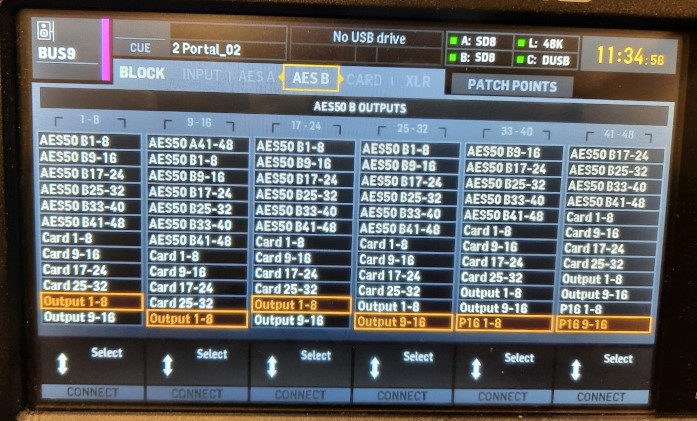 BUS9
CUE 2 Portal_02
No USB drive
A: SD8 L: 48K
B: SD8 C: DUSB
11:34:56
BLOCK INPUT AES A AES B CARD XLR PATCH POINTS
AES50 B OUTPUTS
1-8 9-16 17-24 25-32 33-40 41-48
AES50 B1-8 AES50 A41-48 AES50 B1-8 AES50 B1-8 AES50 B9-16 AES50 B17-24
AES50 B9-16 AES50 B1-8 AES50 B9-16 AES50 B9-16 AES50 B17-24 AES50 B25-32
AES50 B17-24 AES50 B9-16 AES50 B17-24 AES50 B17-24 AES50 B25-32 AES50 B33-40
AES50 B25-32 AES50 B17-24 AES50 B25-32 AES50 B25-32 AES50 B33-40 AES50 B41-48
AES50 B33-40 AES50 B25-32 AES50 B33-40 AES50 B33-40 AES50 B41-48 Card 1-8
AES50 B41-48 AES50 B33-40 AES50 B41-48 AES50 B41-48 Card 1-8 Card 9-16
Card 1-8 AES50 B41-48 Card 1-8 Card 1-8 Card 9-16 Card 17-24
Card 9-16 Card 1-8 Card 9-16 Card 9-16 Card 17-24 Card 25-32
Card 17-24 Card 9-16 Card 17-24 Card 17-24 Card 25-32 Output 1-8
Card 25-32 Card 17-24 Card 25-32 Card 25-32 Output 1-8 Output 9-16
Output 1-8 Card 25-32 Output 1-8 Output 1-8 Output 9-16 P16 1-8
Output 9-16 Output 1-8 Output 9-16 Output 9-16 P16 1-8 P16 9-16
Select Select Select Select Select Select
CONNECT CONNECT CONNECT CONNECT CONNECT CONNECT